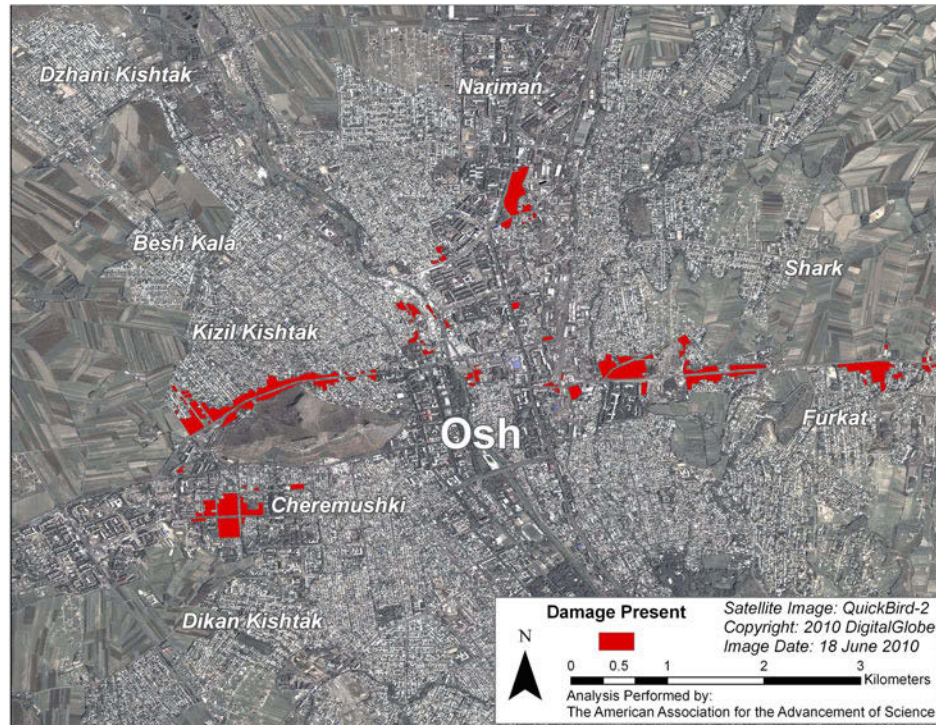 Dzhani Kishtak
Nariman
Besh Kala
Shark
Kizil Kishtak
Furkat
Osh
Cheremushki
Dikan Kishtak
Damage Present
Satellite Image: QuickBird-2
Copyright: 2010 DigitalGlobe
Image Date: 18 June 2010
N
0 0.5 1 2 3
Kilometers
Analysis Performed by:
The American Association for the Advancement of Science